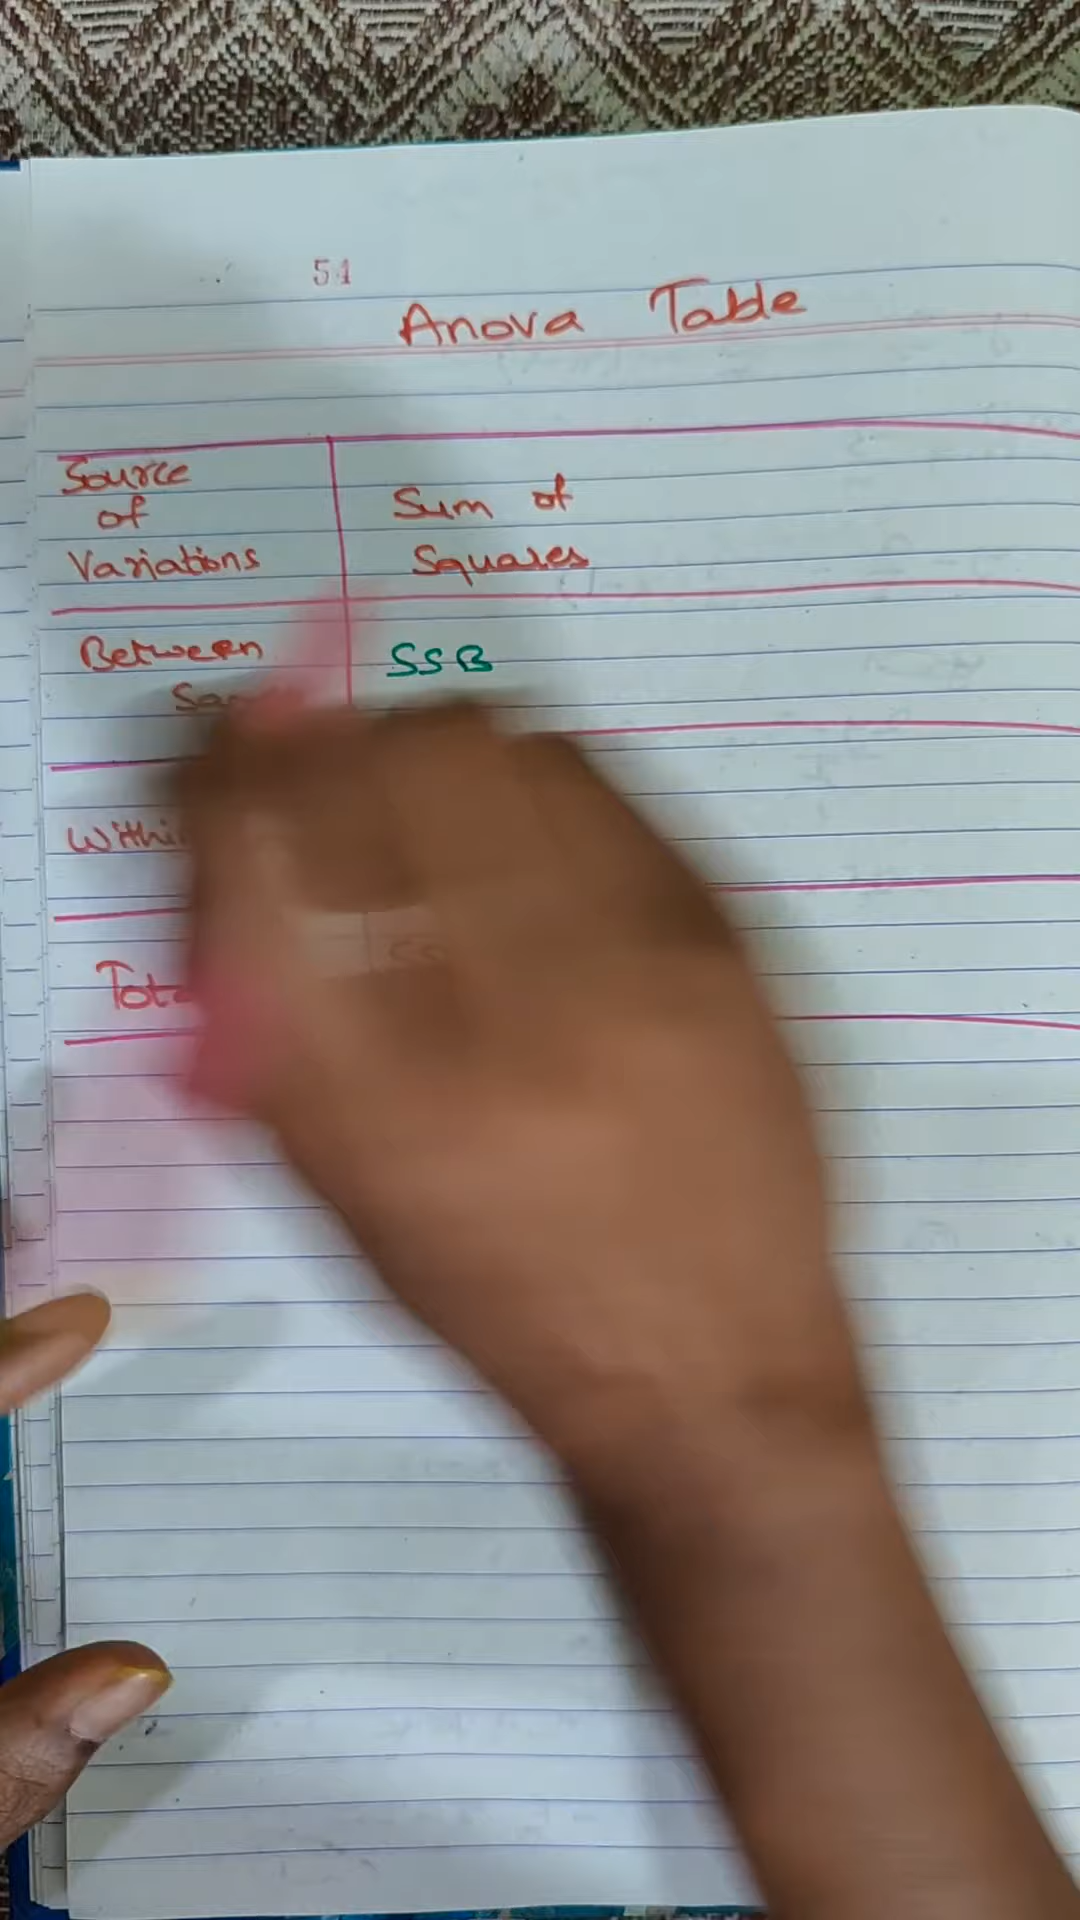 54
Anova Table
Source
of
Variations
Sum of
Squares
Between
SSB